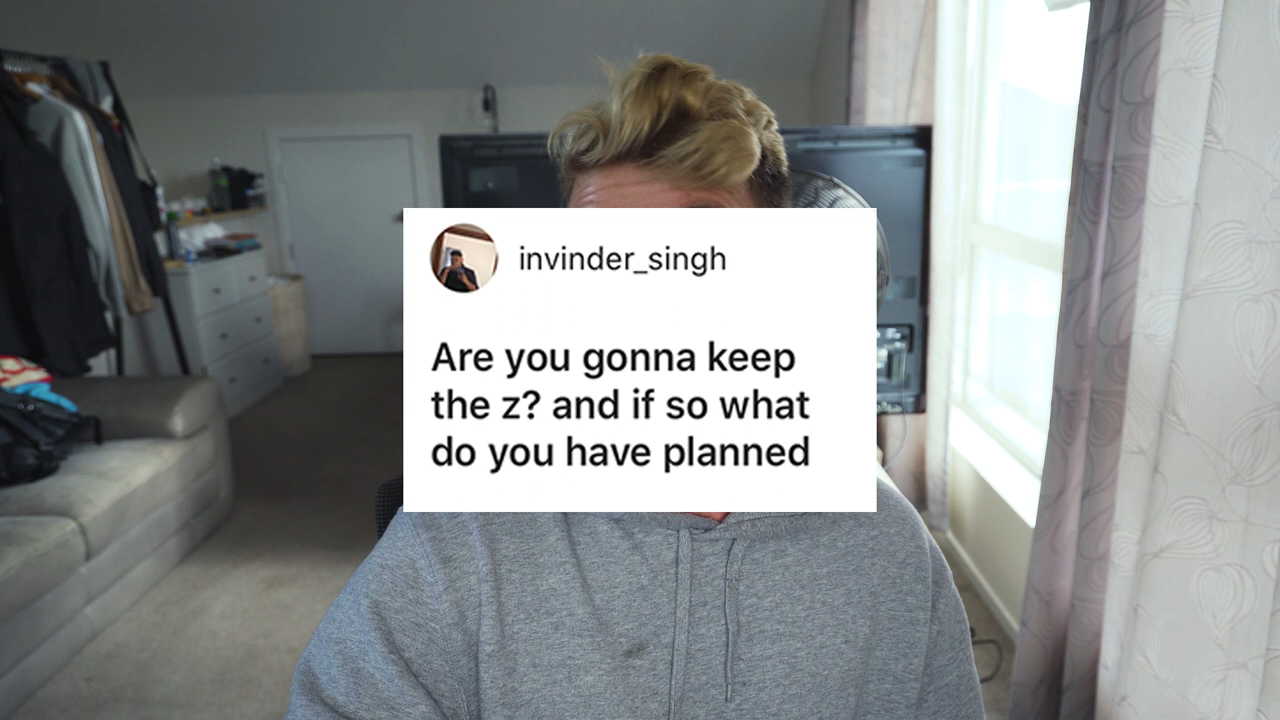 invinder_singh
Are you gonna keep
the z? and if so what
do you have planned